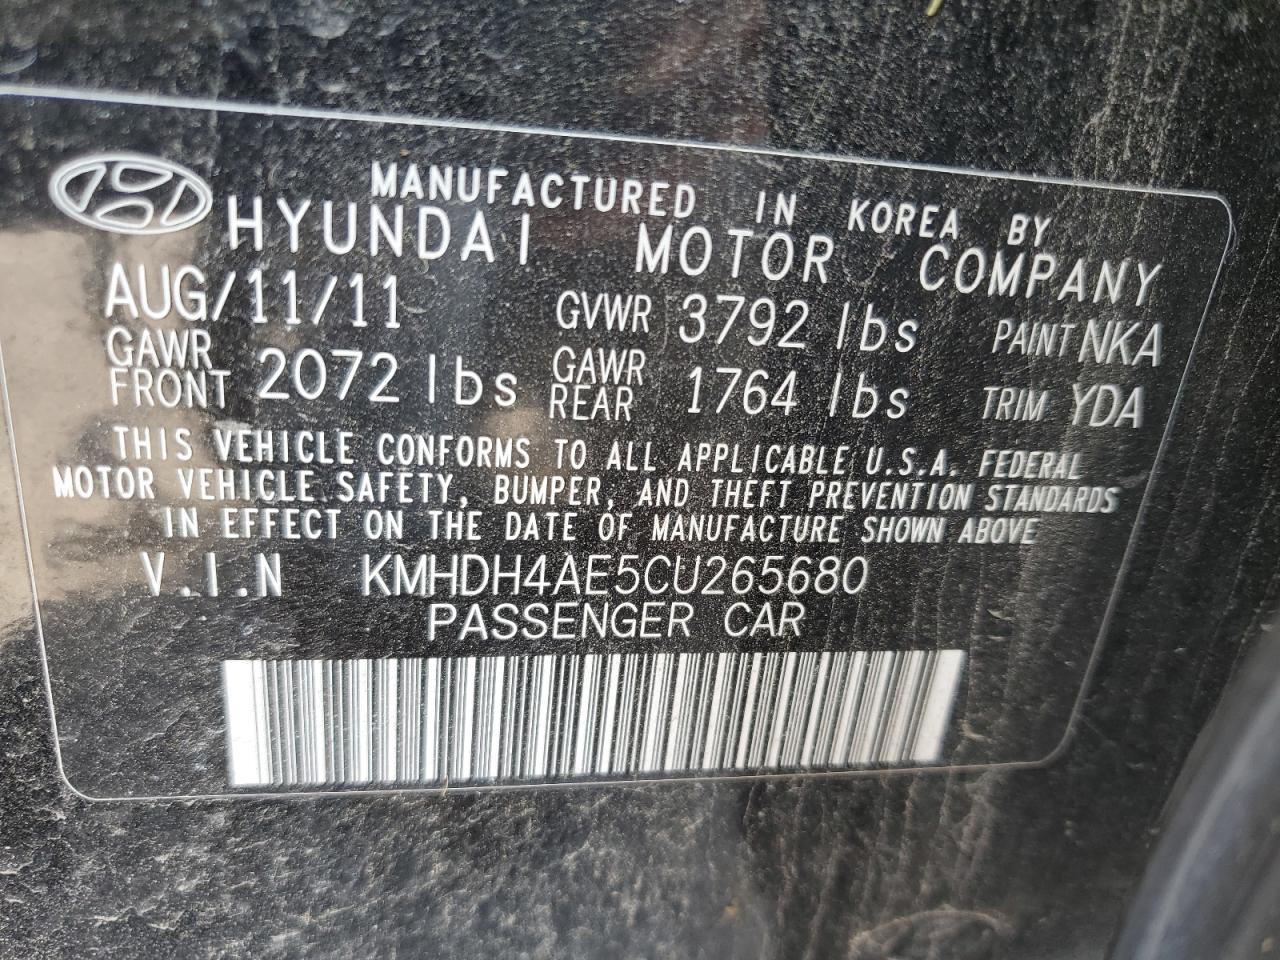 MANUFACTURED IN KOREA BY
HYUNDAI MOTOR COMPANY
AUG/11/11 GVWR 3792 lbs PAINT NKA
GAWR FRONT 2072 lbs GAWR REAR 1764 lbs TRIM YDA
THIS VEHICLE CONFORMS TO ALL APPLICABLE U.S.A. FEDERAL
MOTOR VEHICLE SAFETY, BUMPER, AND THEFT PREVENTION STANDARDS
IN EFFECT ON THE DATE OF MANUFACTURE SHOWN ABOVE
V.I.N KMHDH4AE5CU265680
PASSENGER CAR